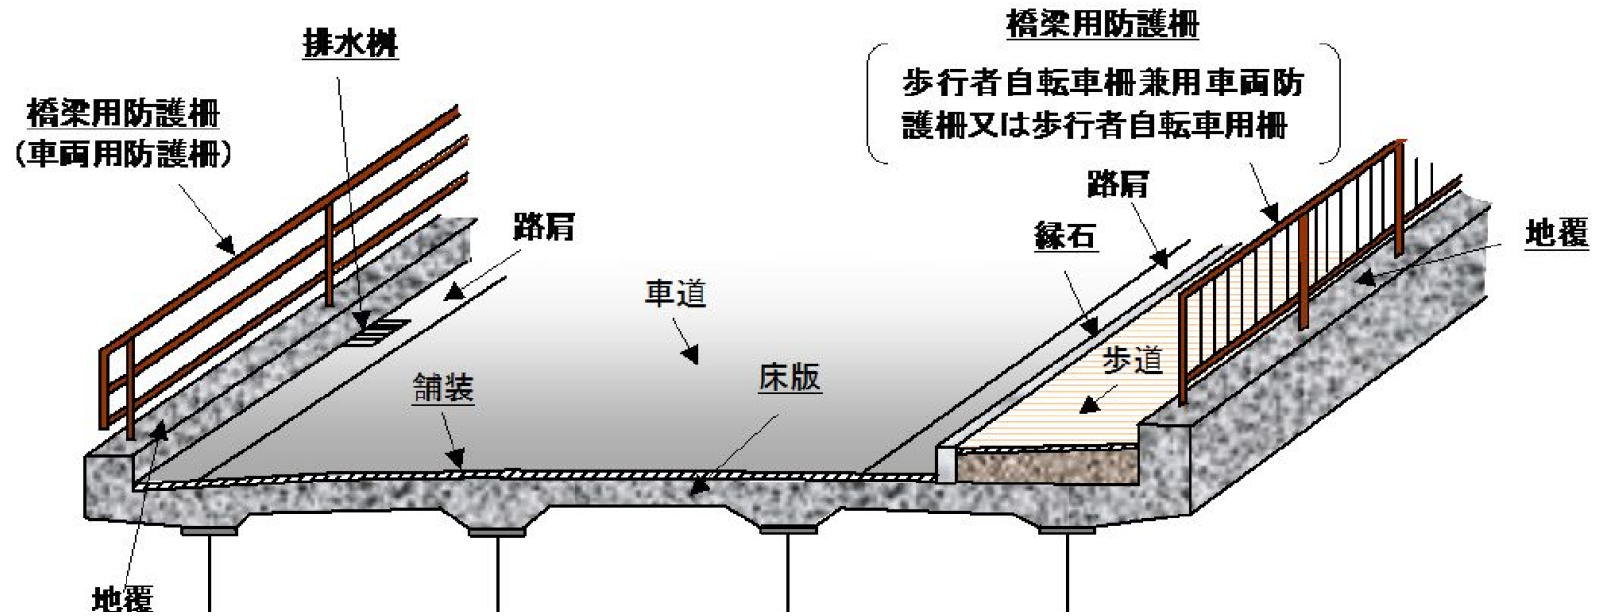 橋梁用防護柵
歩行者自転車柵兼用車両防
護柵又は歩行者自転車用柵
排水桝
橋梁用防護柵
（車両用防護柵）
路肩
路肩
縁石
地覆
車道
歩道
舗装
床版
地覆